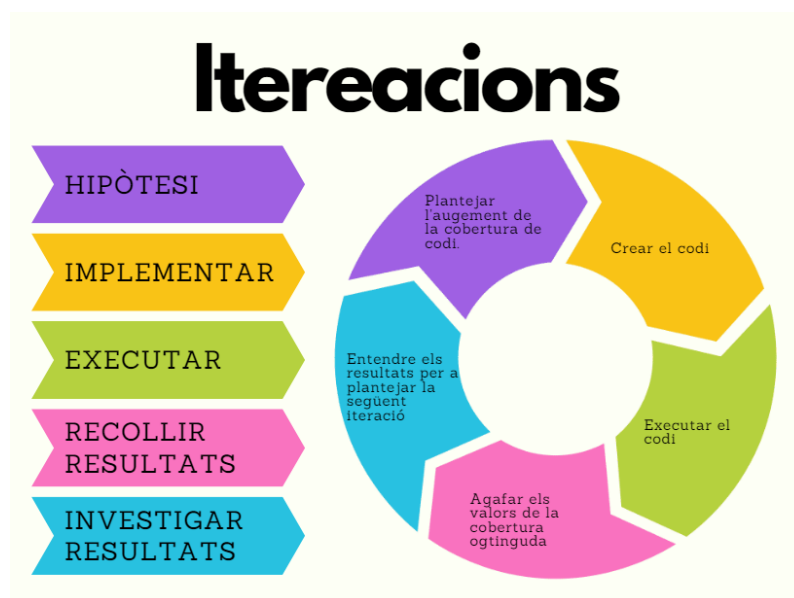 Itereacions
HIPÒTESI
IMPLEMENTAR
EXECUTAR
RECOLLIR
RESULTATS
INVESTIGAR
RESULTATS
Plantejar
l'augement de
la cobertura de
codi.
Crear el codi
Executar el
codi
Agafar els
valors de la
cobertura
ogtinguda
Entendre els
resultats per a
plantejar la
següent
iteració